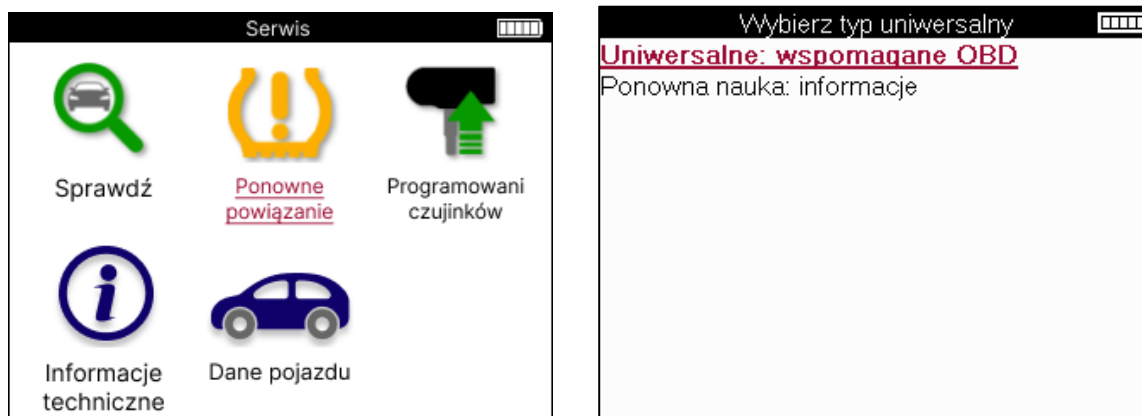 Serwis
Sprawdź
Ponowne
powiązanie
Programowani
czujinków
Informacje
techniczne
Dane pojazdu
Wybierz typ uniwersalny
Uniwersalne: wspomagane OBD
Ponowna nauka: informacje